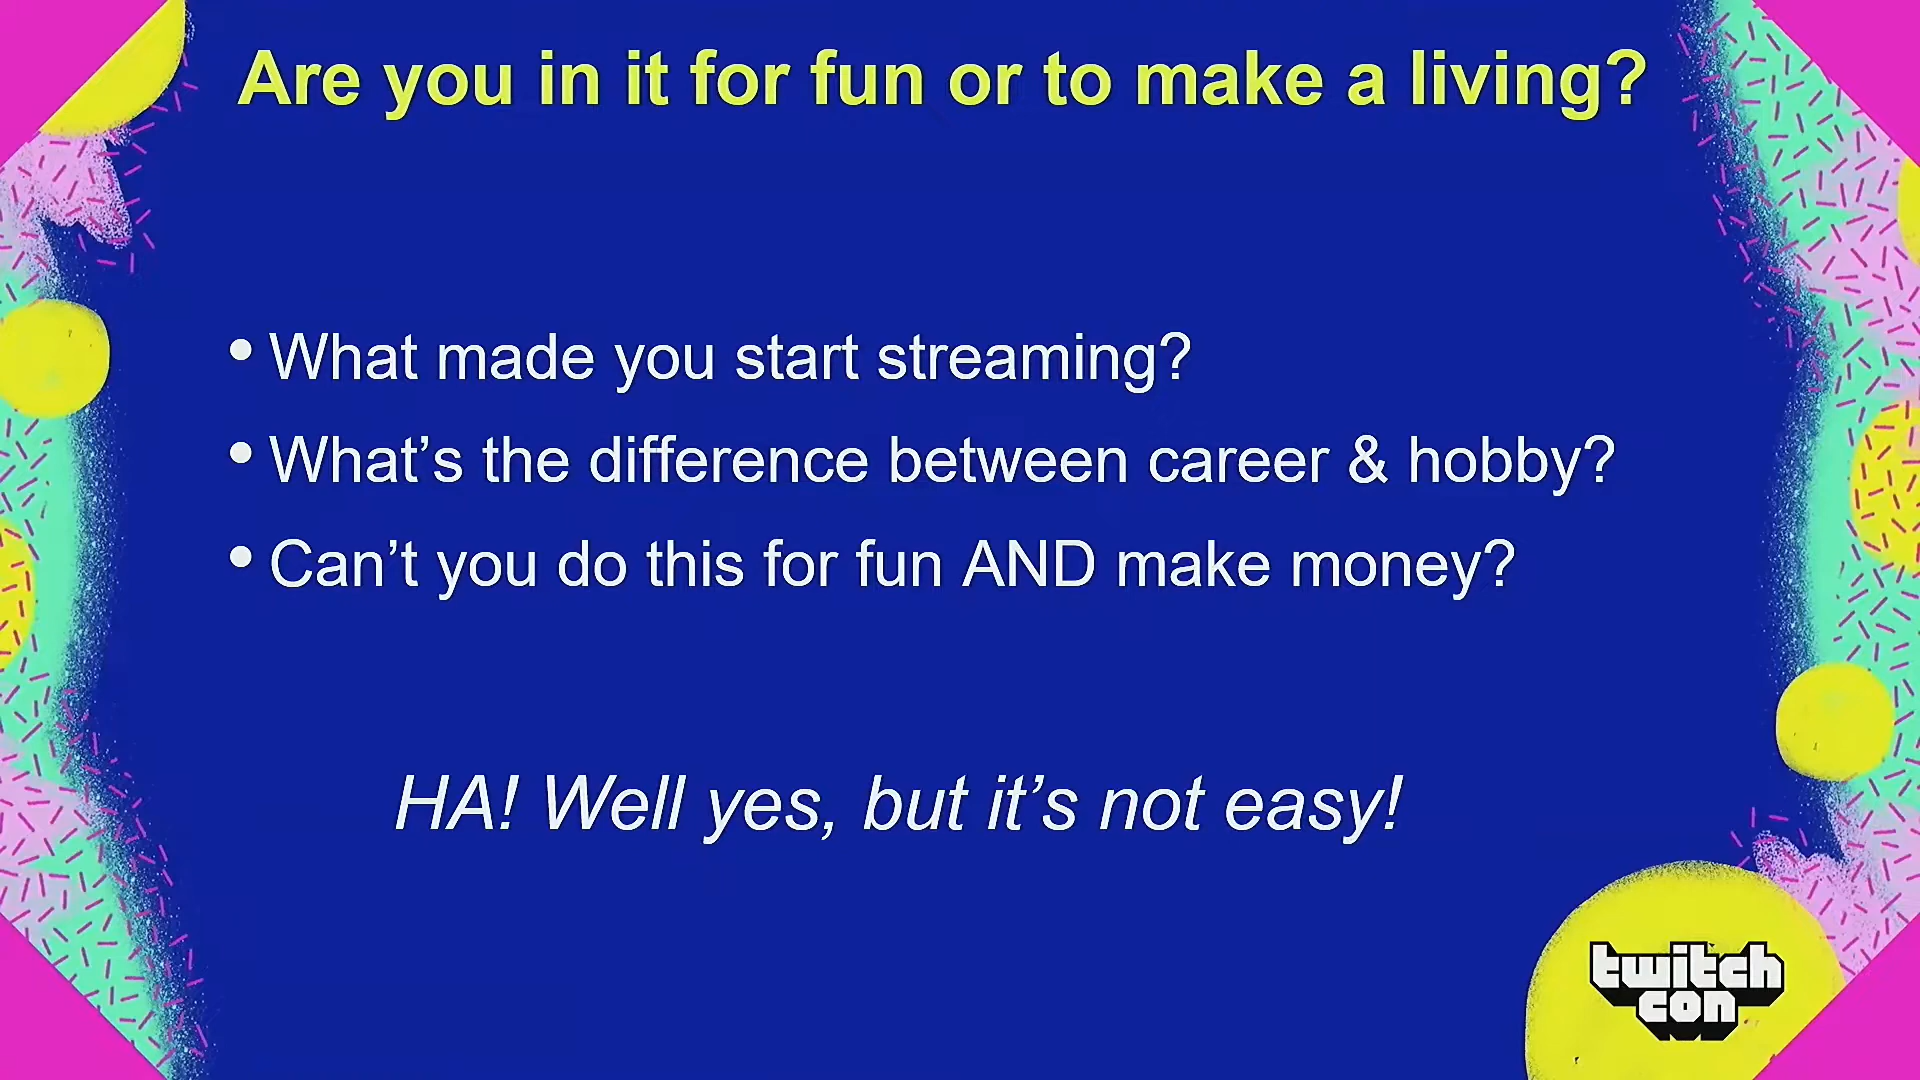 Are you in it for fun or to make a living?
• What made you start streaming?
• What’s the difference between career & hobby?
• Can’t you do this for fun AND make money?
HA! Well yes, but it’s not easy!
twitch
con